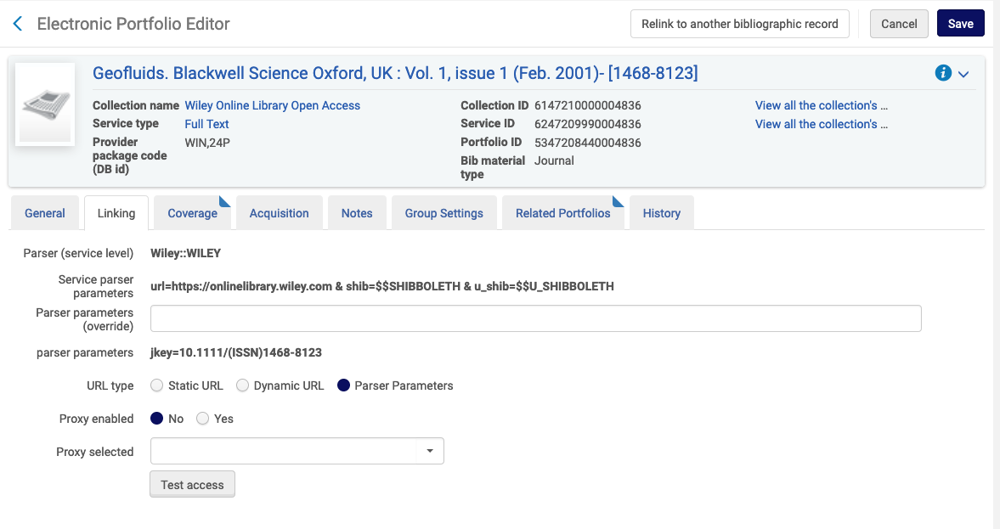 Electronic Portfolio Editor
Relink to another bibliographic record
Cancel
Save
Geofluids. Blackwell Science Oxford, UK : Vol. 1, issue 1 (Feb. 2001)- [1468-8123]
Collection name Wiley Online Library Open Access
Service type Full Text
Provider package code (DB id) WIN,24P
Collection ID 6147210000004836
Service ID 6247209990004836
Portfolio ID 5347208440004836
Bib material type Journal
View all the collection's ...
View all the collection's ...
General
Linking
Coverage
Acquisition
Notes
Group Settings
Related Portfolios
History
Parser (service level) Wiley::WILEY
Service parser parameters url=https://onlinelibrary.wiley.com & shib=$$SHIBBOLETH & u_shib=$$U_SHIBBOLETH
Parser parameters (override)
parser parameters jkey=10.1111/(ISSN)1468-8123
URL type Static URL Dynamic URL Parser Parameters
Proxy enabled No Yes
Proxy selected
Test access